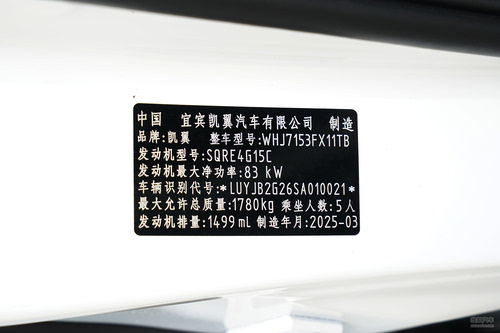 中国 宜宾凯翼汽车有限公司 制造
品牌:凯翼 整车型号:WHJ7153FX11TB
发动机型号:SQRE4G15C
发动机最大净功率:83 kW
车辆识别代号:*LUYJB2G26SA010021*
最大允许总质量:1780kg 乘坐人数:5人
发动机排量:1499mL 制造年月:2025-03